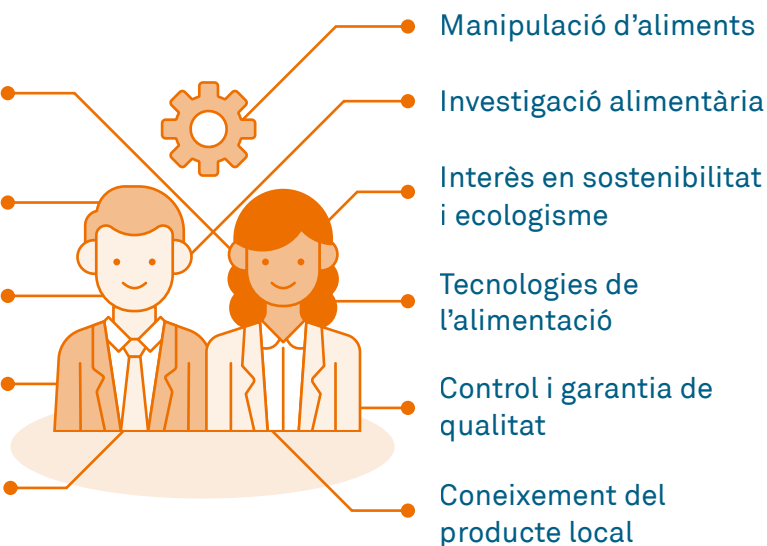 Manipulació d’aliments
Investigació alimentària
Interès en sostenibilitat
i ecologisme
Tecnologies de
l’alimentació
Control i garantia de
qualitat
Coneixement del
producte local